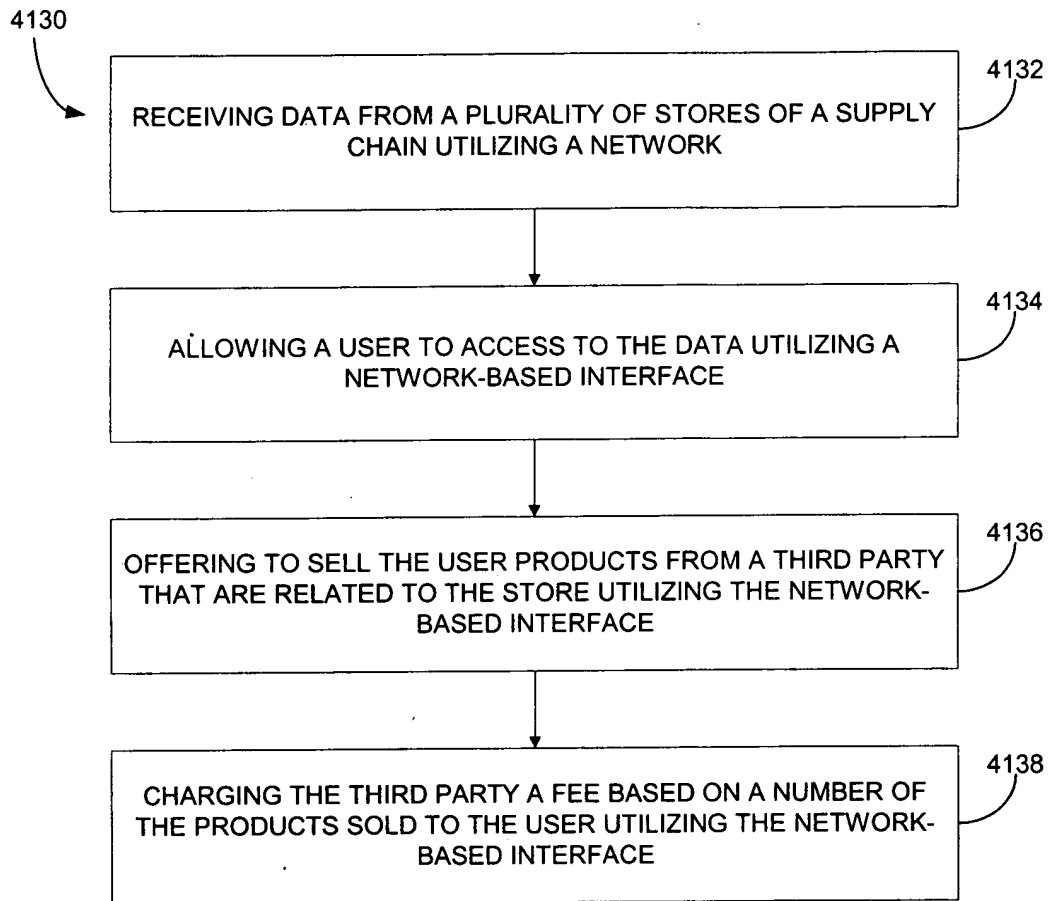 4130
4132
RECEIVING DATA FROM A PLURALITY OF STORES OF A SUPPLY
CHAIN UTILIZING A NETWORK
4134
ALLOWING A USER TO ACCESS TO THE DATA UTILIZING A
NETWORK-BASED INTERFACE
4136
OFFERING TO SELL THE USER PRODUCTS FROM A THIRD PARTY
THAT ARE RELATED TO THE STORE UTILIZING THE NETWORK-
BASED INTERFACE
4138
CHARGING THE THIRD PARTY A FEE BASED ON A NUMBER OF
THE PRODUCTS SOLD TO THE USER UTILIZING THE NETWORK-
BASED INTERFACE